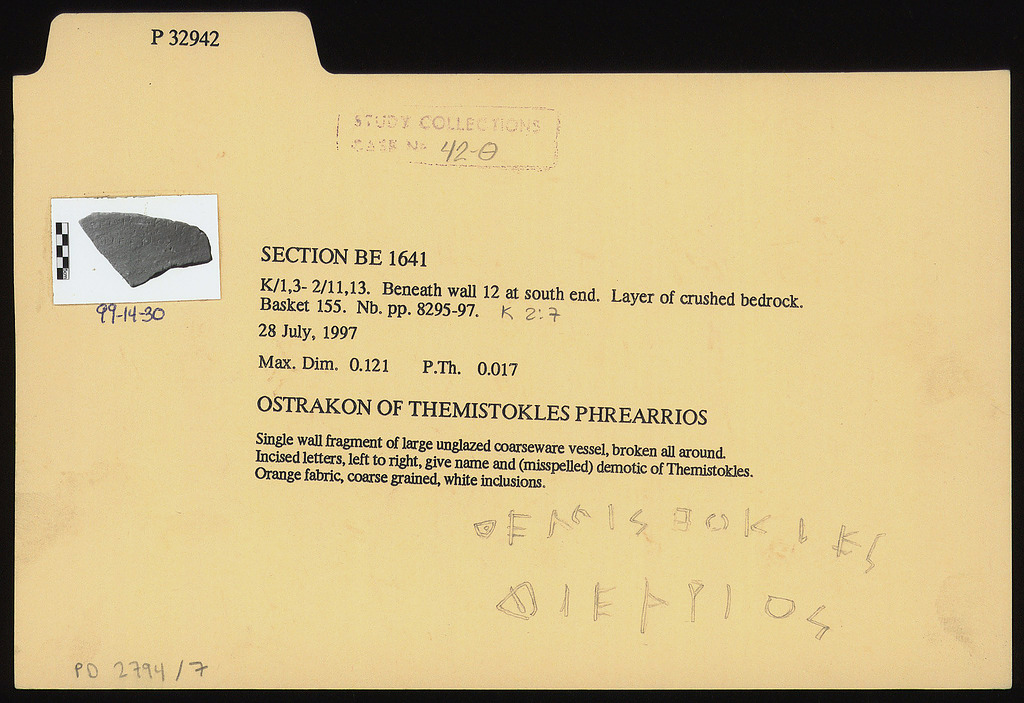 P 32942
STUDY COLLECTIONS
CASE No 42-Θ
SECTION BE 1641
K/1,3- 2/11,13. Beneath wall 12 at south end. Layer of crushed bedrock.
Basket 155. Nb. pp. 8295-97. K 2:7
99-14-30
28 July, 1997
Max. Dim. 0.121 P.Th. 0.017
OSTRAKON OF THEMISTOKLES PHREARRIOS
Single wall fragment of large unglazed coarseware vessel, broken all around.
Incised letters, left to right, give name and (misspelled) demotic of Themistokles.
Orange fabric, coarse grained, white inclusions.
PD 2794/7